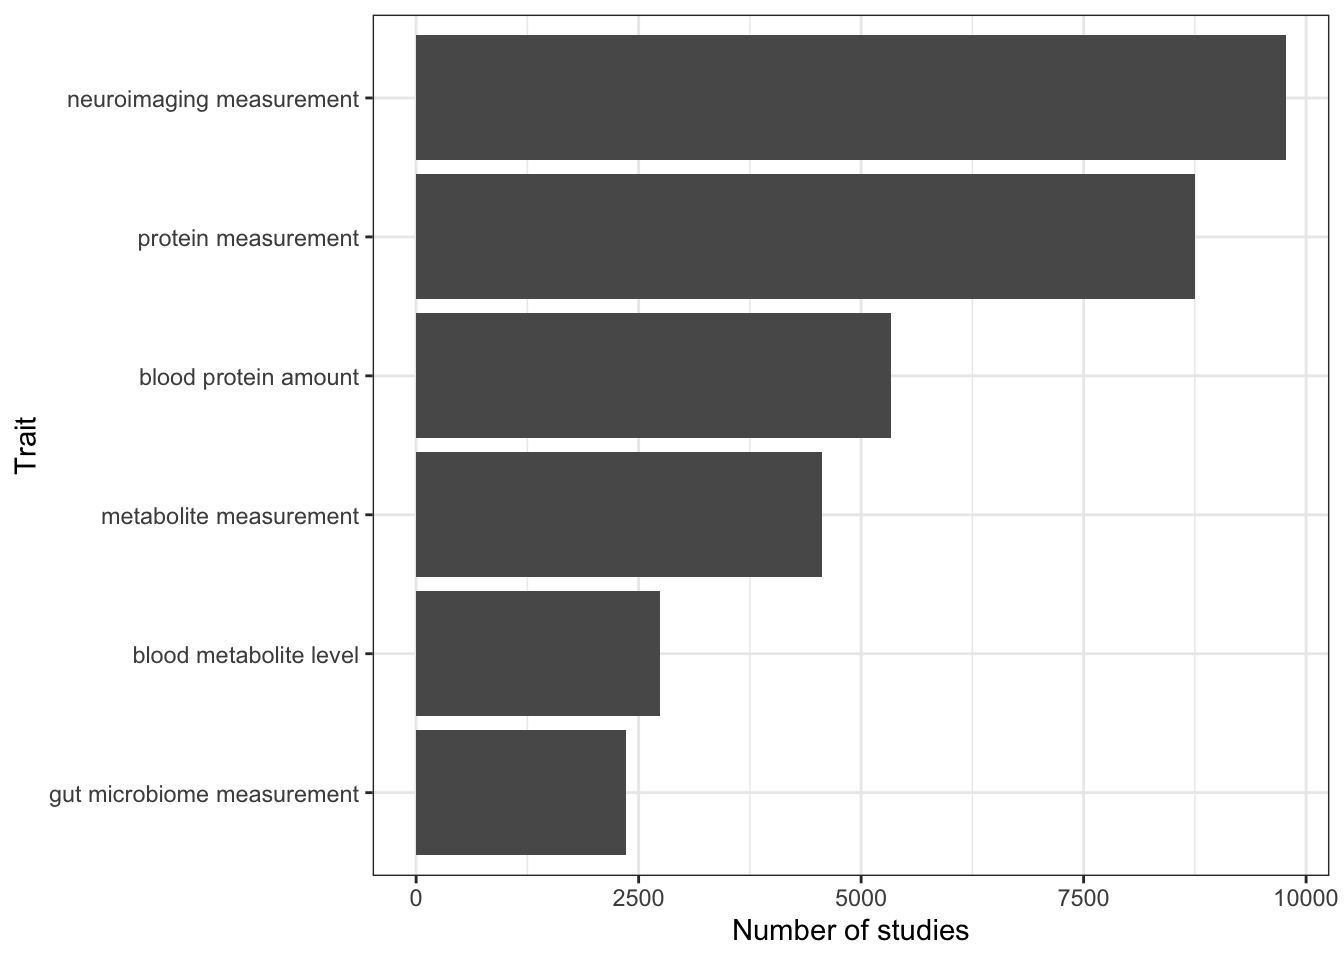 neuroimaging measurement
protein measurement
blood protein amount
metabolite measurement
blood metabolite level
gut microbiome measurement
Trait
0 2500 5000 7500 10000
Number of studies